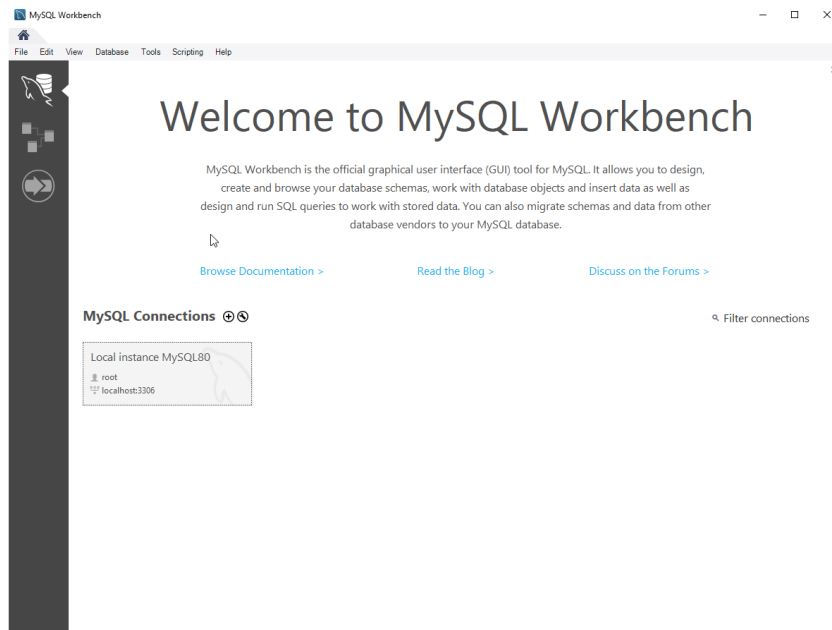 MySQL Workbench
File Edit View Database Tools Scripting Help
Welcome to MySQL Workbench
MySQL Workbench is the official graphical user interface (GUI) tool for MySQL. It allows you to design,
create and browse your database schemas, work with database objects and insert data as well as
design and run SQL queries to work with stored data. You can also migrate schemas and data from other
database vendors to your MySQL database.
Browse Documentation > Read the Blog > Discuss on the Forums >
MySQL Connections
Filter connections
Local instance MySQL80
root
localhost:3306